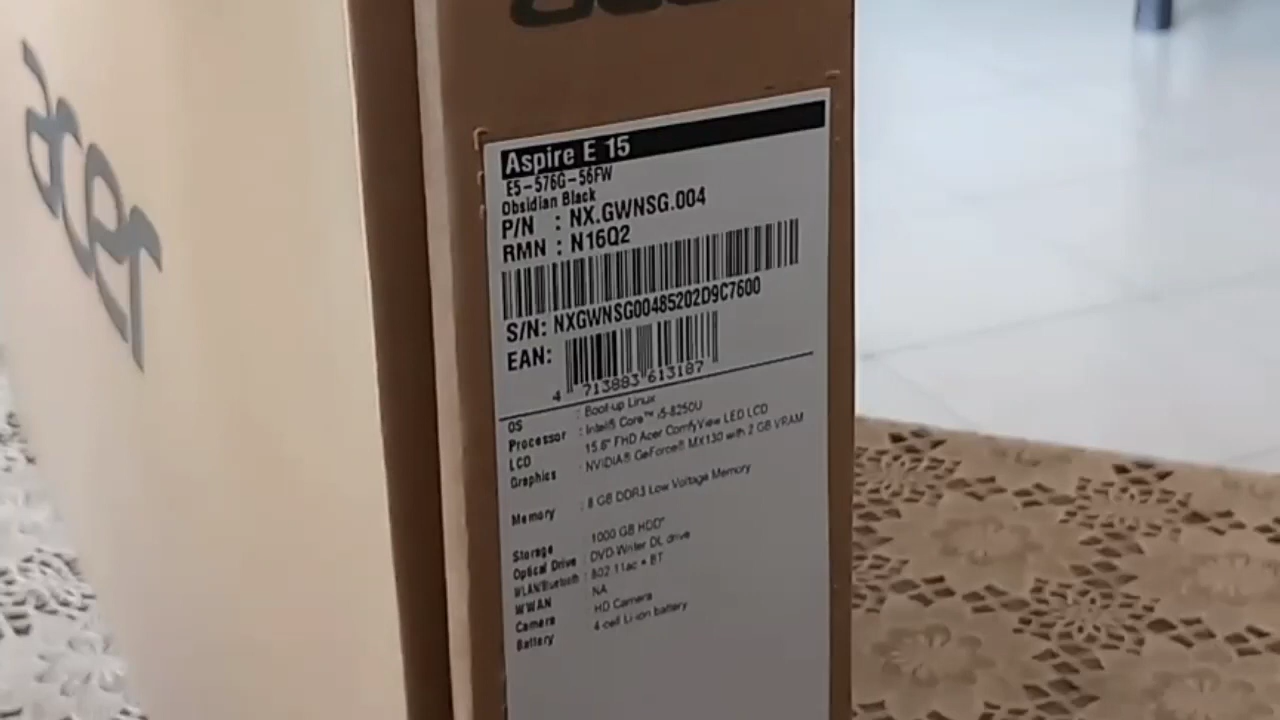 acer
Aspire E 15
E5-576G-56FW
Obsidian Black
P/N : NX.GWNSG.004
RMN : N16Q2
S/N: NXGWNSG00485202D9C7600
EAN:
4 713883 613187
OS : Boot-up Linux
Processor : Intel® Core™ i5-8250U
LCD : 15.6" FHD Acer ComfyView LED LCD
Graphics : NVIDIA® GeForce® MX130 with 2 GB VRAM
Memory : 8 GB DDR3 Low Voltage Memory
Storage : 1000 GB HDD*
Optical Drive : DVD-Writer DL drive
WLAN/Bluetooth : 802.11ac + BT
WWAN : NA
Camera : HD Camera
Battery : 4-cell Li-ion battery